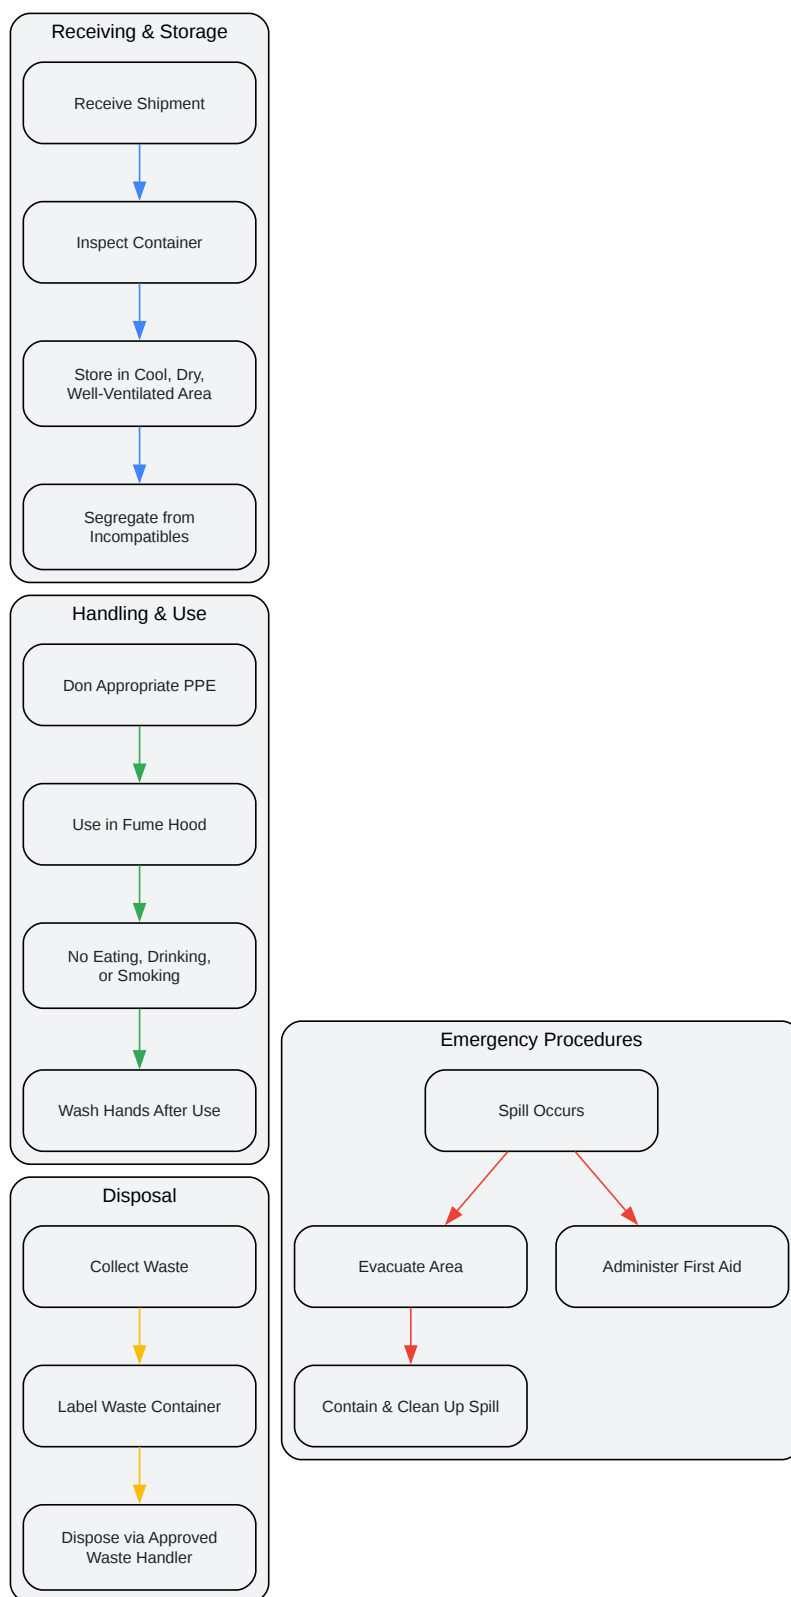 Receiving & Storage
Receive Shipment
Inspect Container
Store in Cool, Dry,
Well-Ventilated Area
Segregate from
Incompatibles
Handling & Use
Don Appropriate PPE
Use in Fume Hood
No Eating, Drinking,
or Smoking
Wash Hands After Use
Disposal
Collect Waste
Label Waste Container
Dispose via Approved
Waste Handler
Emergency Procedures
Spill Occurs
Evacuate Area
Administer First Aid
Contain & Clean Up Spill